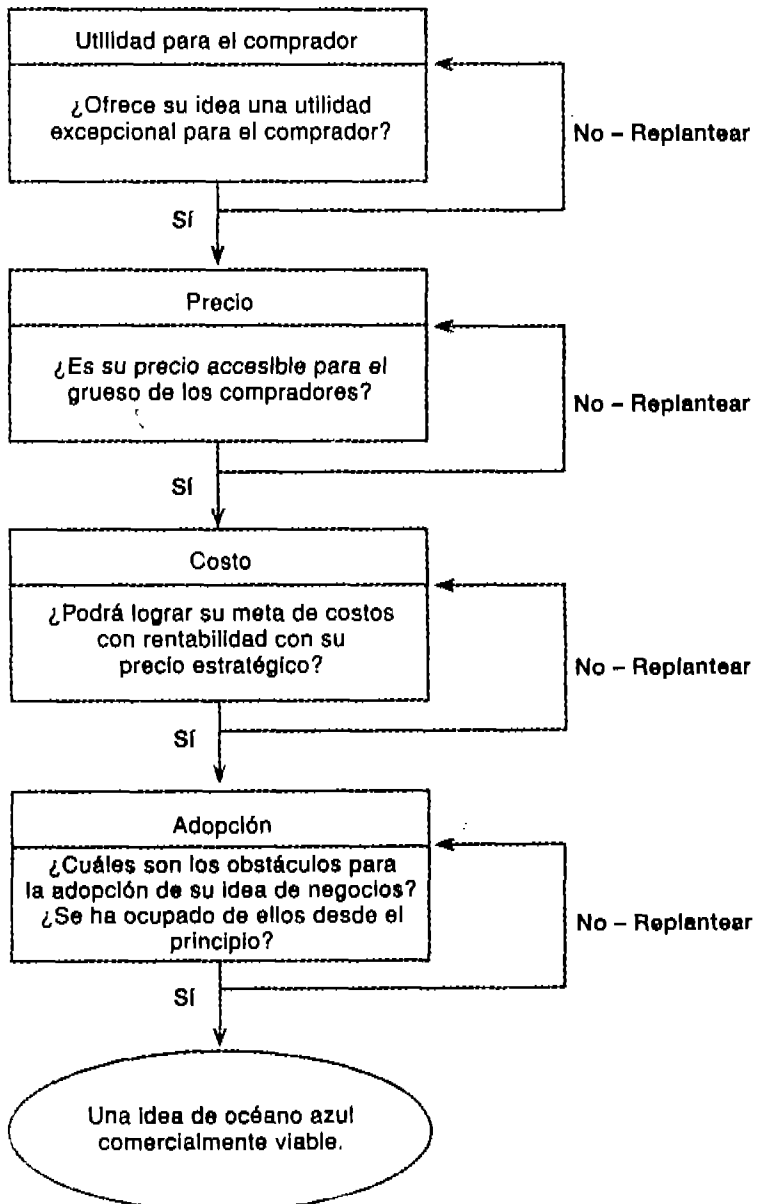 Utilidad para el comprador
¿Ofrece su idea una utilidad
excepcional para el comprador?
No – Replantear
Sí
Precio
¿Es su precio accesible para el
grueso de los compradores?
No – Replantear
Sí
Costo
¿Podrá lograr su meta de costos
con rentabilidad con su
precio estratégico?
No – Replantear
Sí
Adopción
¿Cuáles son los obstáculos para
la adopción de su idea de negocios?
¿Se ha ocupado de ellos desde el
principio?
No – Replantear
Sí
Una idea de océano azul
comercialmente viable.